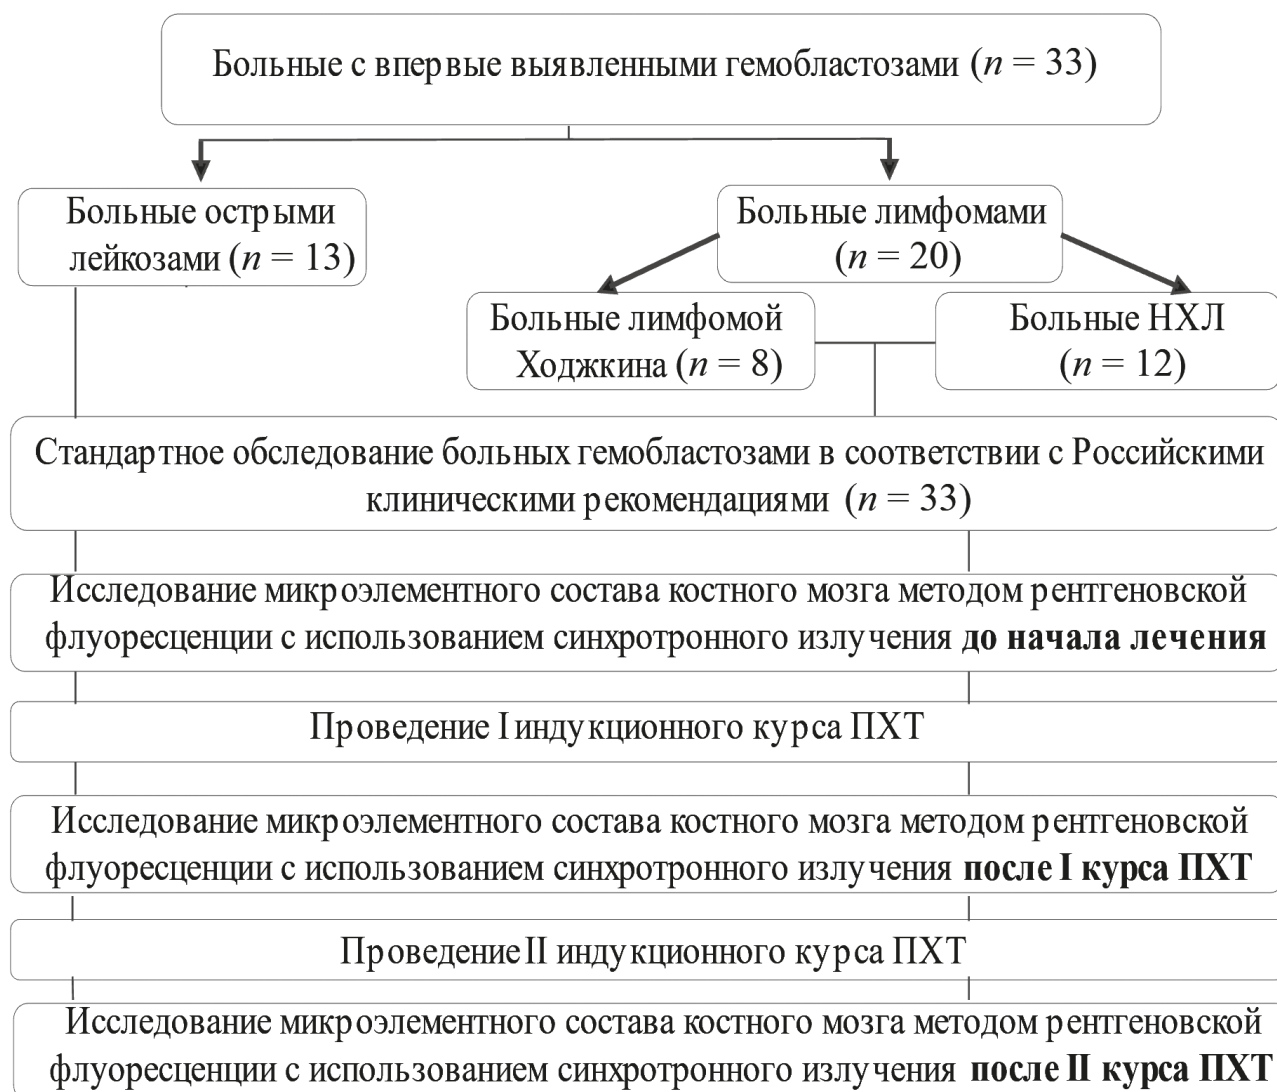 Больные с впервые выявленными гемобластозами (n = 33)
Больные острыми
лейкозами (n = 13)
Больные лимфомами
(n = 20)
Больные лимфомой
Ходжкина (n = 8)
Больные НХЛ
(n = 12)
Стандартное обследование больных гемобластозами в соответствии с Российскими
клиническими рекомендациями (n = 33)
Исследование микроэлементного состава костного мозга методом рентгеновской
флуоресценции с использованием синхротронного излучения до начала лечения
Проведение I индукционного курса ПХТ
Исследование микроэлементного состава костного мозга методом рентгеновской
флуоресценции с использованием синхротронного излучения после I курса ПХТ
Проведение II индукционного курса ПХТ
Исследование микроэлементного состава костного мозга методом рентгеновской
флуоресценции с использованием синхротронного излучения после II курса ПХТ